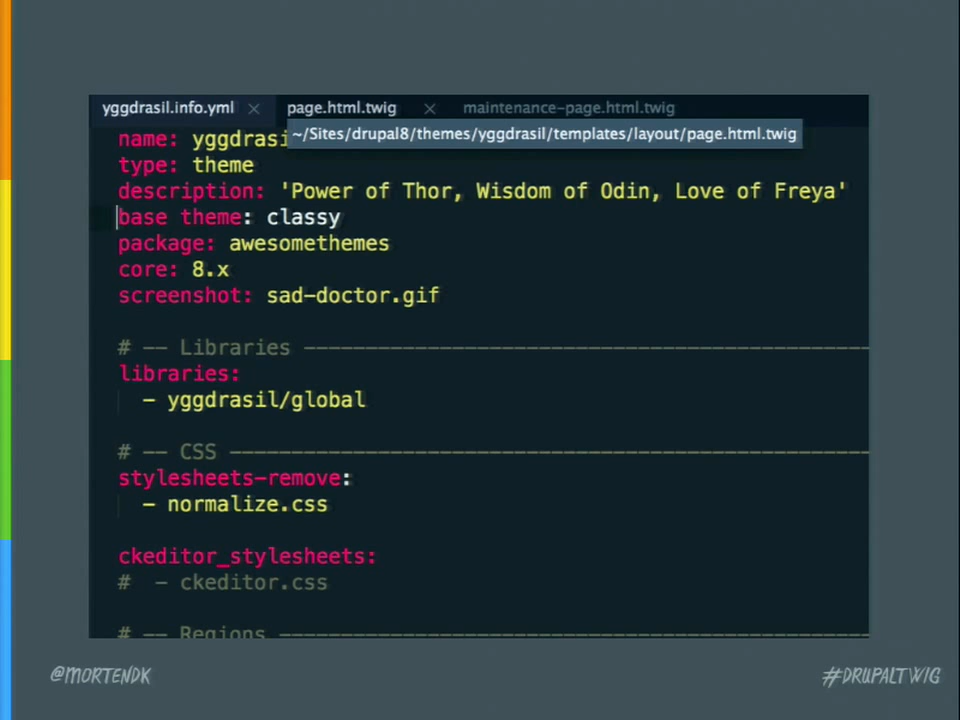 yggdrasil.info.yml × page.html.twig × maintenance-page.html.twig
~/Sites/drupal8/themes/yggdrasil/templates/layout/page.html.twig
name: yggdrasi
type: theme
description: 'Power of Thor, Wisdom of Odin, Love of Freya'
base theme: classy
package: awesomethemes
core: 8.x
screenshot: sad-doctor.gif
# -- Libraries ----------------------------------------------
libraries:
- yggdrasil/global
# -- CSS ----------------------------------------------------
stylesheets-remove:
- normalize.css
ckeditor_stylesheets:
# - ckeditor.css
# -- Regions ------------------------------------------------
@MORTENDK
#DRUPALTWIG